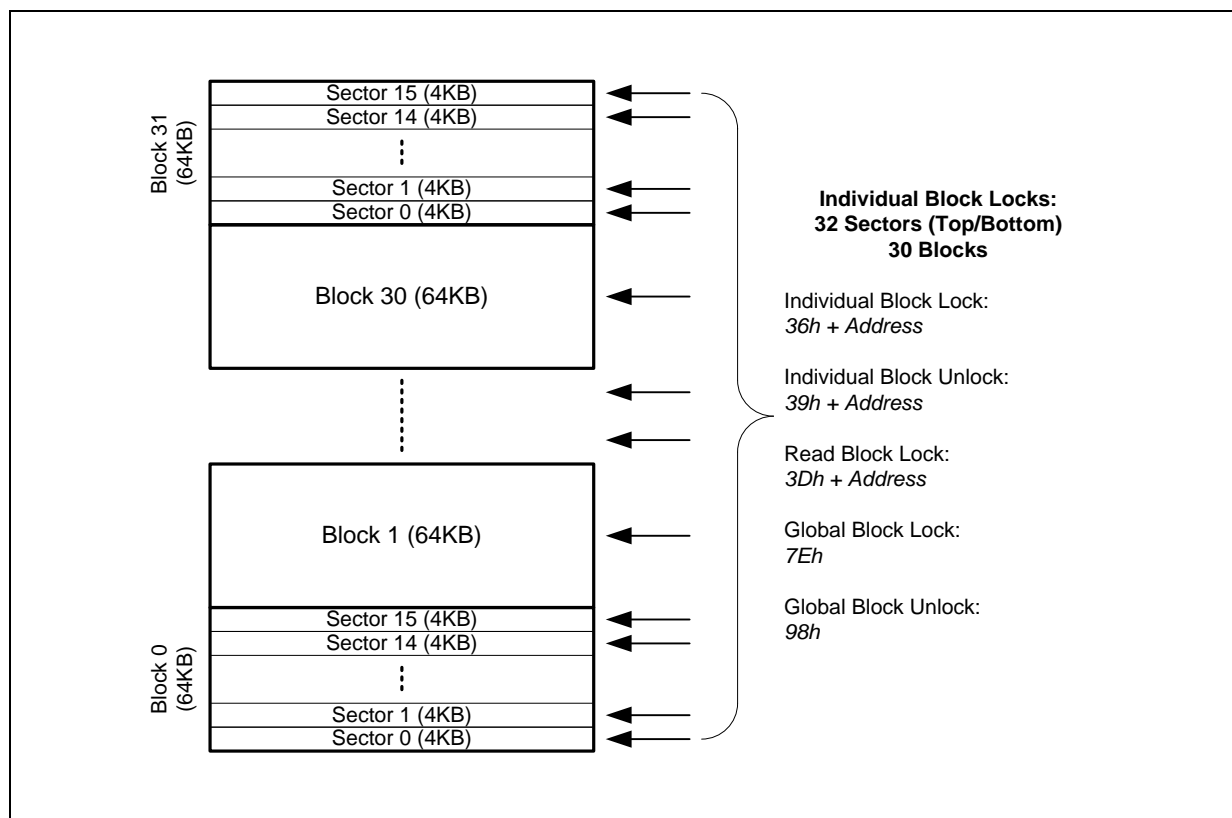 Block 31
(64KB)
Sector 15 (4KB)
Sector 14 (4KB)
Sector 1 (4KB)
Sector 0 (4KB)
Block 30 (64KB)
Block 1 (64KB)
Block 0
(64KB)
Sector 15 (4KB)
Sector 14 (4KB)
Sector 1 (4KB)
Sector 0 (4KB)
Individual Block Locks:
32 Sectors (Top/Bottom)
30 Blocks
Individual Block Lock:
36h + Address
Individual Block Unlock:
39h + Address
Read Block Lock:
3Dh + Address
Global Block Lock:
7Eh
Global Block Unlock:
98h